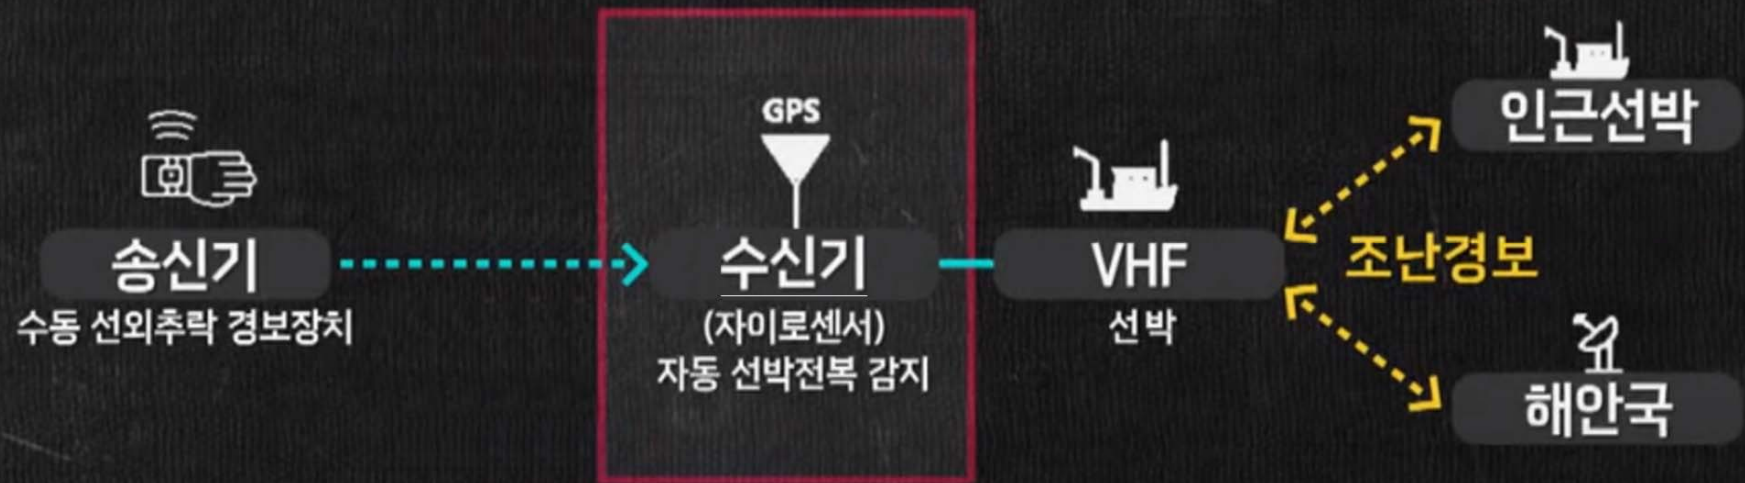 송신기
수동 선외추락 경보장치
GPS
수신기
(자이로센서)
자동 선박전복 감지
VHF
선박
조난경보
인근선박
해안국